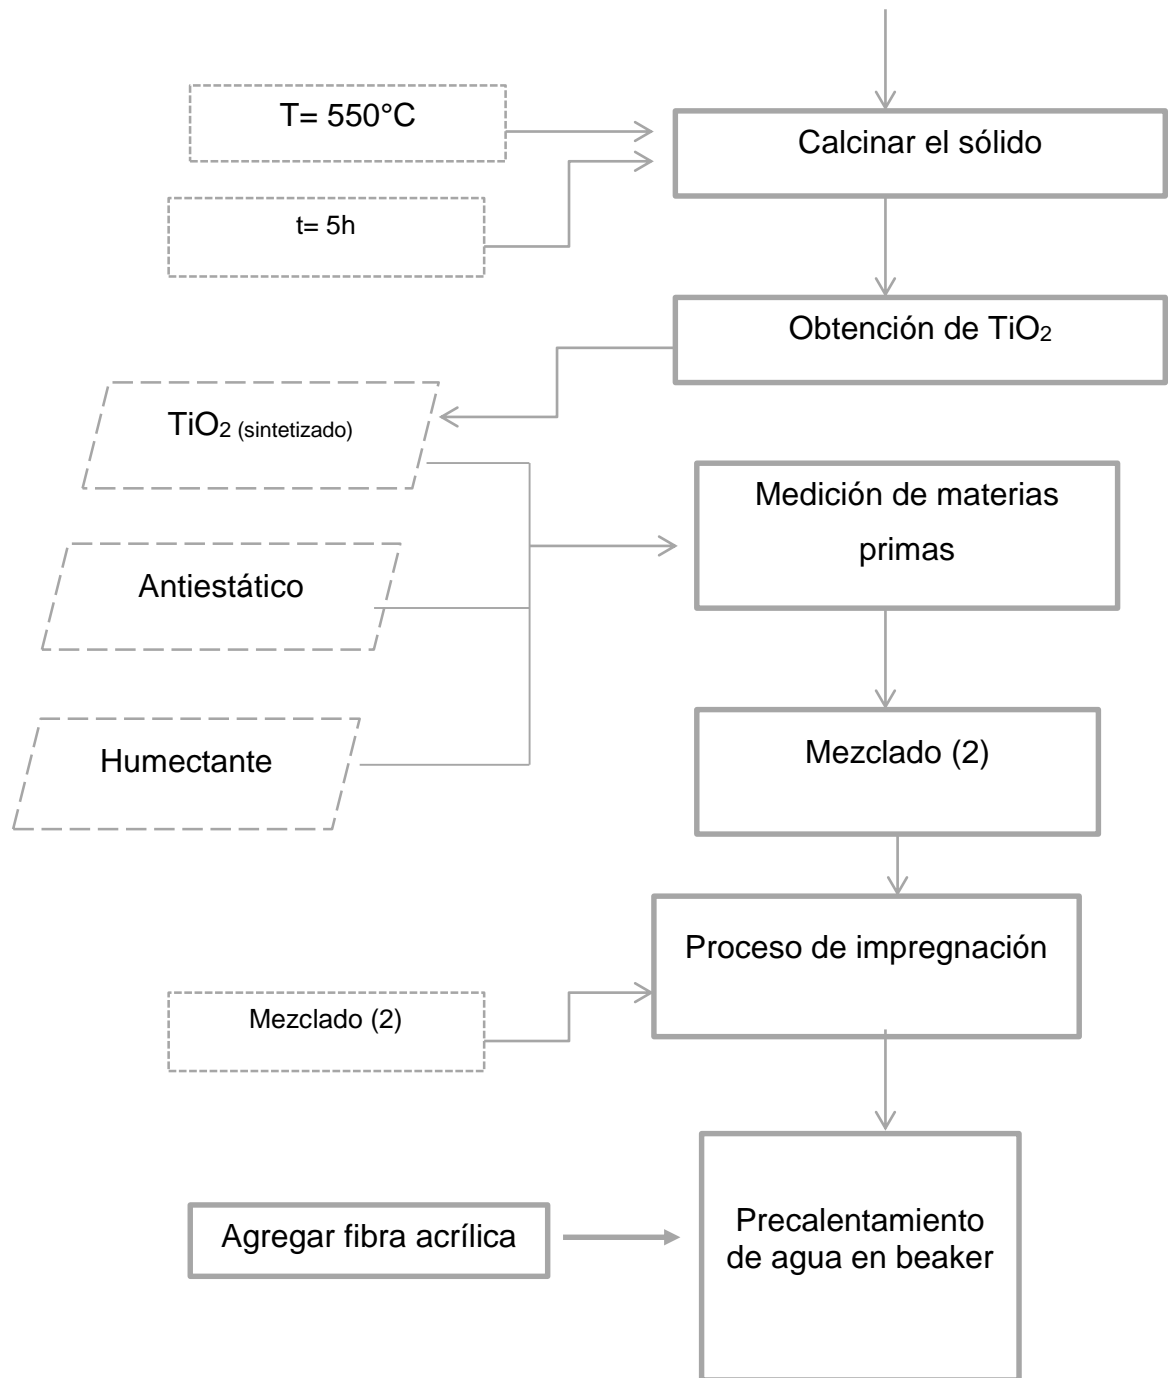 T= 550°C
Calcinar el sólido
t= 5h
Obtención de TiO₂
TiO₂ (sintetizado)
Medición de materias
primas
Antiestático
Humectante
Mezclado (2)
Proceso de impregnación
Mezclado (2)
Agregar fibra acrílica
Precalentamiento
de agua en beaker